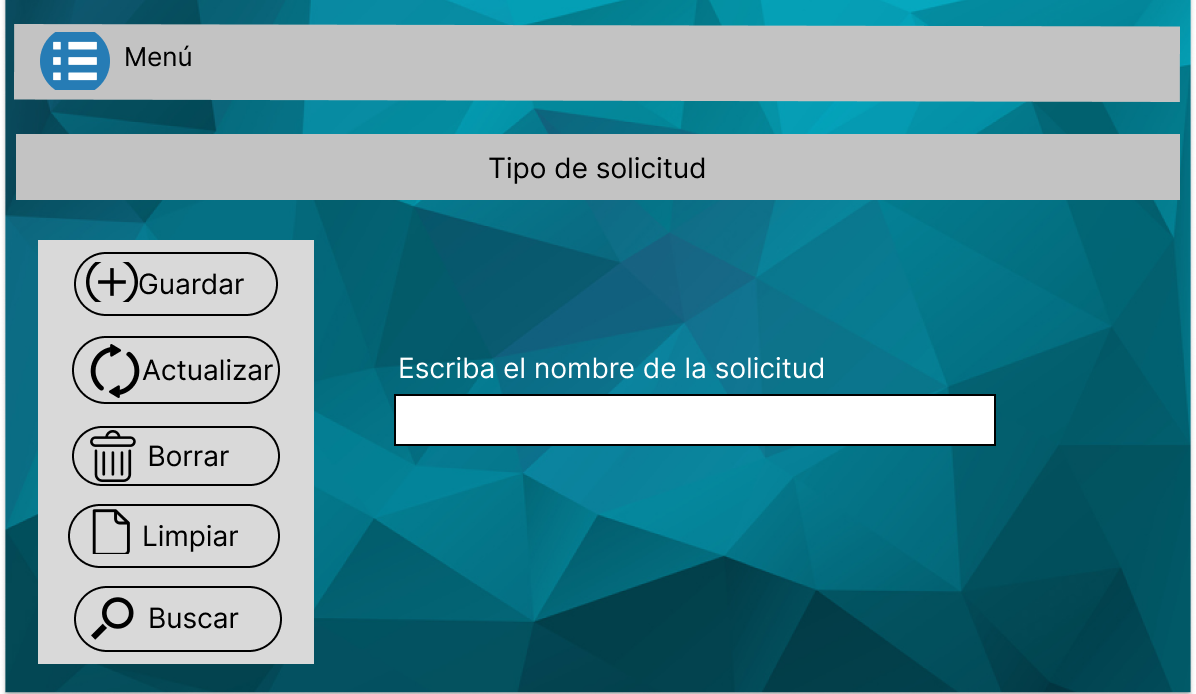 Menú
Tipo de solicitud
Guardar
Actualizar
Borrar
Limpiar
Buscar
Escriba el nombre de la solicitud